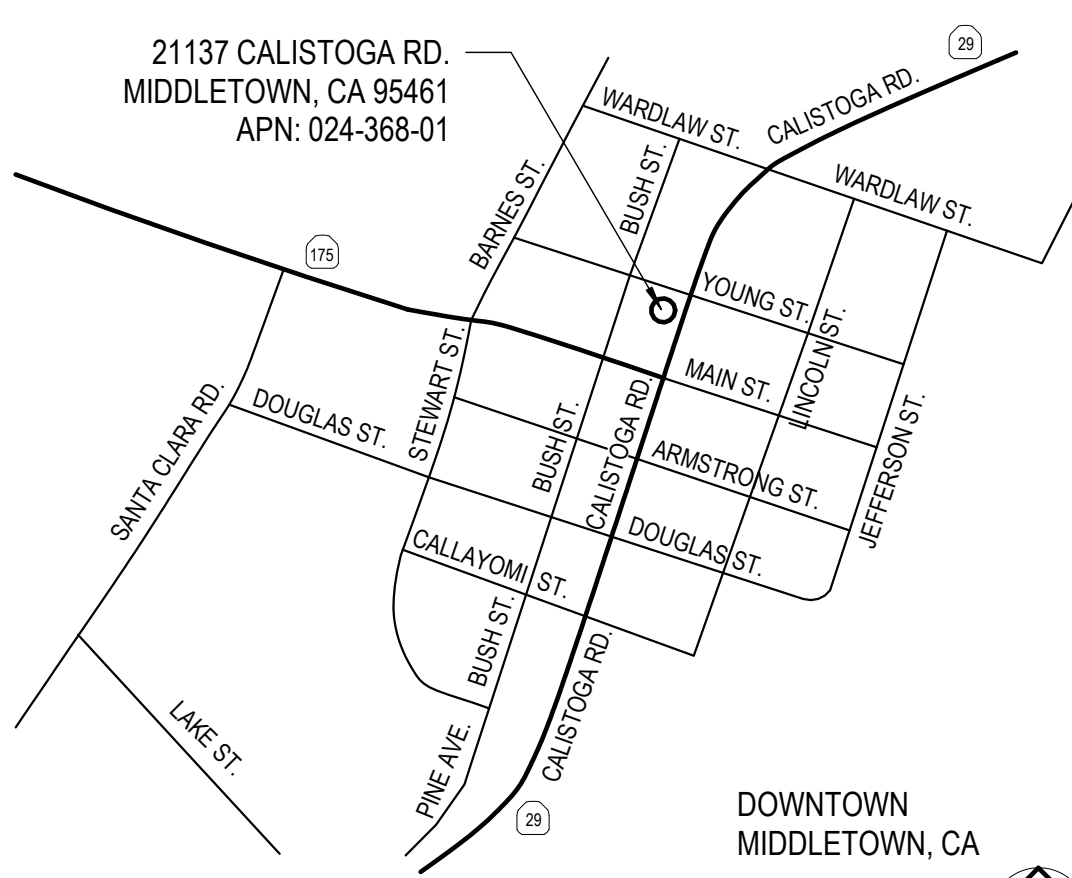 21137 CALISTOGA RD.
MIDDLETOWN, CA 95461
APN: 024-368-01
29
WARDLAW ST.
CALISTOGA RD.
BUSH ST.
WARDLAW ST.
BARNES ST.
175
YOUNG ST.
LINCOLN ST.
MAIN ST.
STEWART ST.
SANTA CLARA RD.
DOUGLAS ST.
BUSH ST.
CALISTOGA RD.
ARMSTRONG ST.
JEFFERSON ST.
DOUGLAS ST.
CALLAYOMI ST.
BUSH ST.
CALISTOGA RD.
LAKE ST.
PINE AVE.
29
DOWNTOWN
MIDDLETOWN, CA